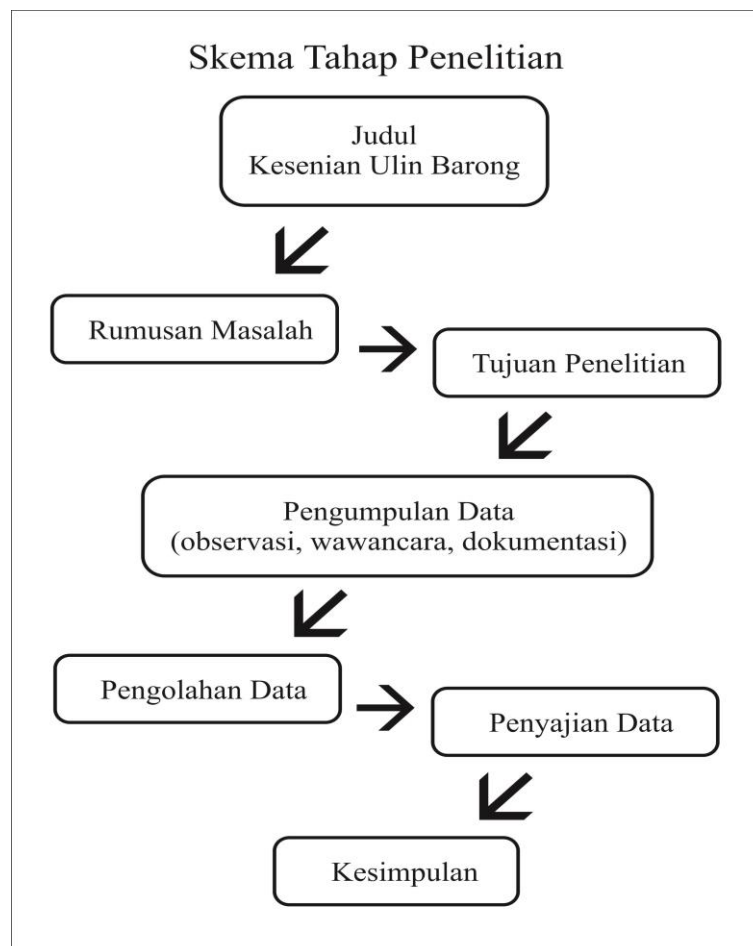 Skema Tahap Penelitian
Judul
Kesenian Ulin Barong
Rumusan Masalah
Tujuan Penelitian
Pengumpulan Data
(observasi, wawancara, dokumentasi)
Pengolahan Data
Penyajian Data
Kesimpulan